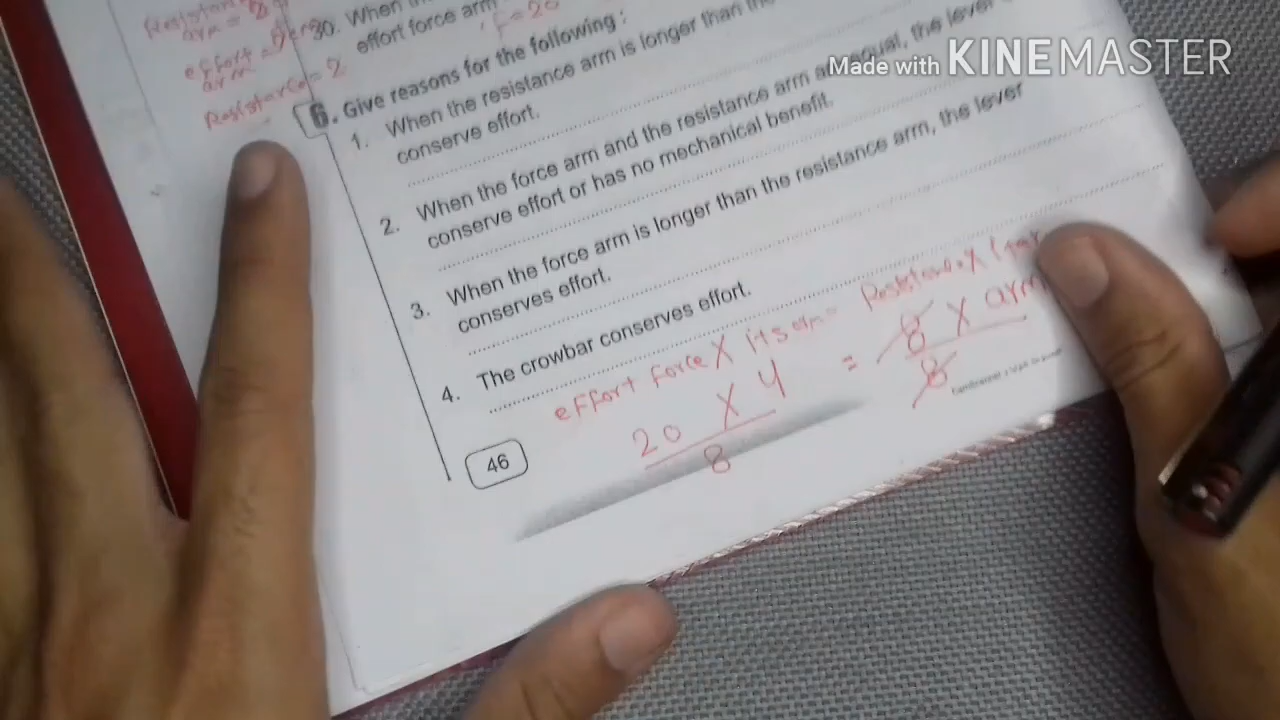 Made with KINEMASTER
arm = 8
effort
arm
= 2
30. When
effort force arm
F=20
6. Give reasons for the following :
1. When the resistance arm is longer than the
conserve effort.
2. When the force arm and the resistance arm equal, the lever
conserve effort or has no mechanical benefit.
3. When the force arm is longer than the resistance arm, the lever
conserves effort.
4. The crowbar conserves effort.
effort force X its = Resistance X
20 X 4 = 8 X arm
8 8
46